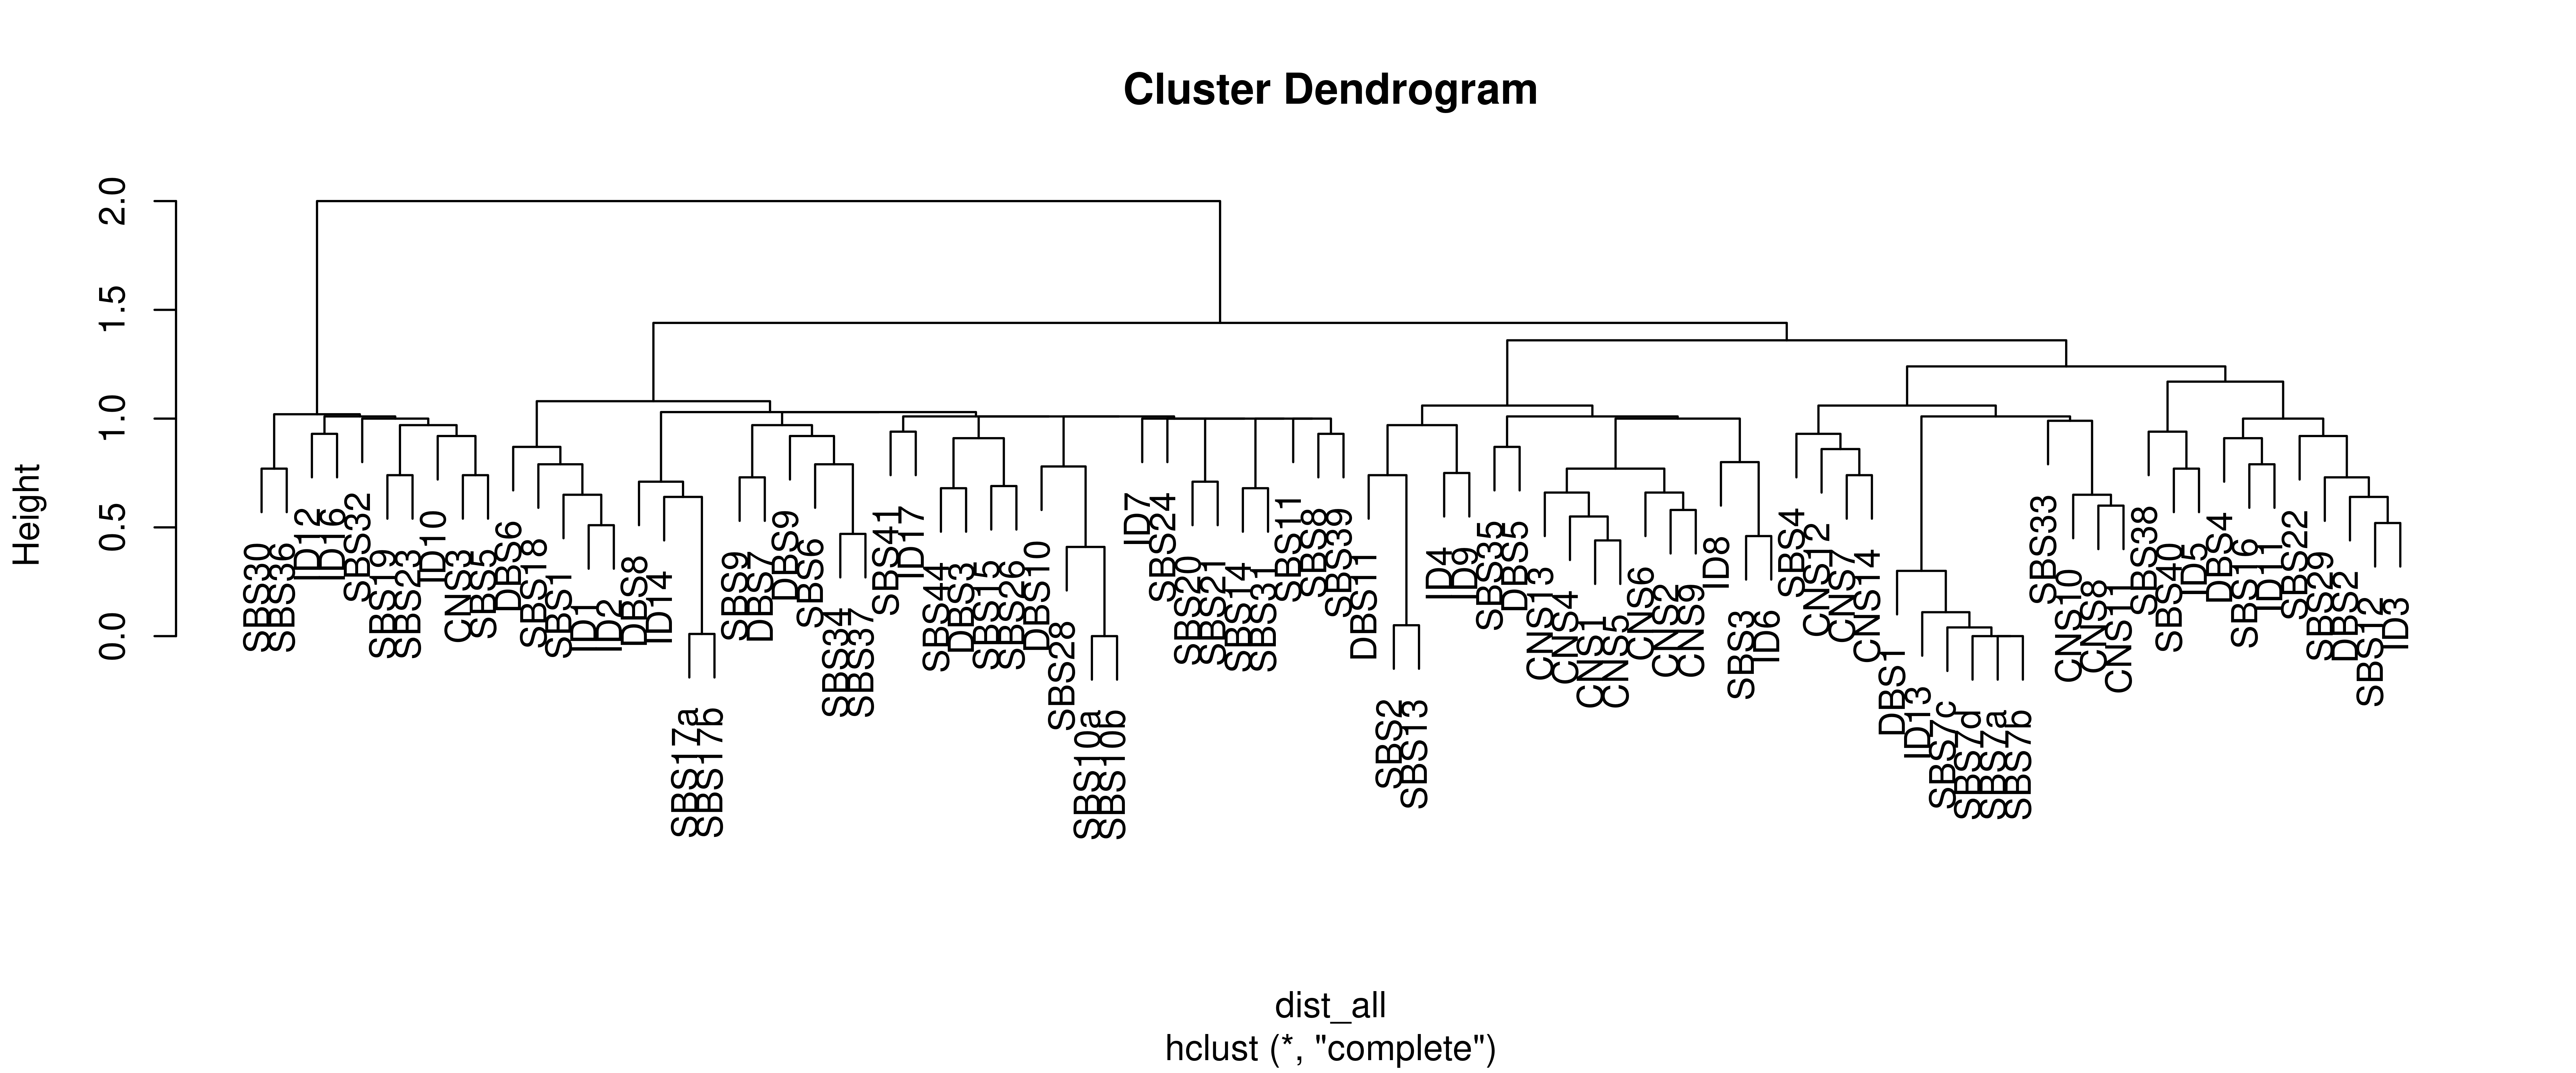 Cluster Dendrogram
Height
2.0
1.5
1.0
0.5
0.0
SBS30
SBS36
ID12
ID16
SBS32
SBS19
SBS23
ID10
CNS3
SBS5
DBS6
SBS18
SBS1
ID1
ID2
DBS8
ID14
SBS17a
SBS17b
SBS9
DBS7
DBS9
SBS6
SBS34
SBS37
SBS41
ID17
SBS44
DBS3
SBS15
SBS26
DBS10
SBS28
SBS10a
SBS10b
ID7
SBS24
SBS20
SBS21
SBS14
SBS31
SBS11
SBS8
SBS39
DBS11
SBS2
SBS13
ID4
ID9
SBS35
DBS5
CNS13
CNS4
CNS1
CNS5
CNS6
CNS2
CNS9
ID8
SBS3
ID6
SBS4
CNS12
CNS7
CNS14
DBS1
ID13
SBS7c
SBS7d
SBS7a
SBS7b
SBS33
CNS10
CNS8
CNS11
SBS38
SBS40
ID5
DBS4
SBS16
ID11
SBS22
SBS29
DBS2
SBS12
ID3
dist_all
hclust (*, "complete")